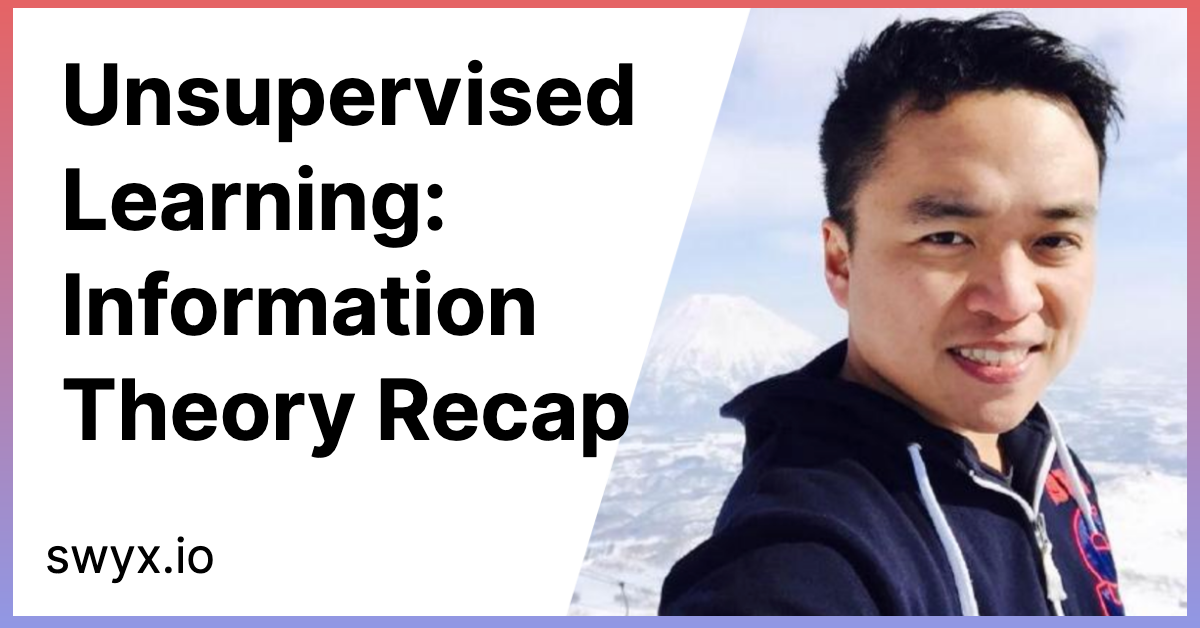 Unsupervised
Learning:
Information
Theory Recap
swyx.io